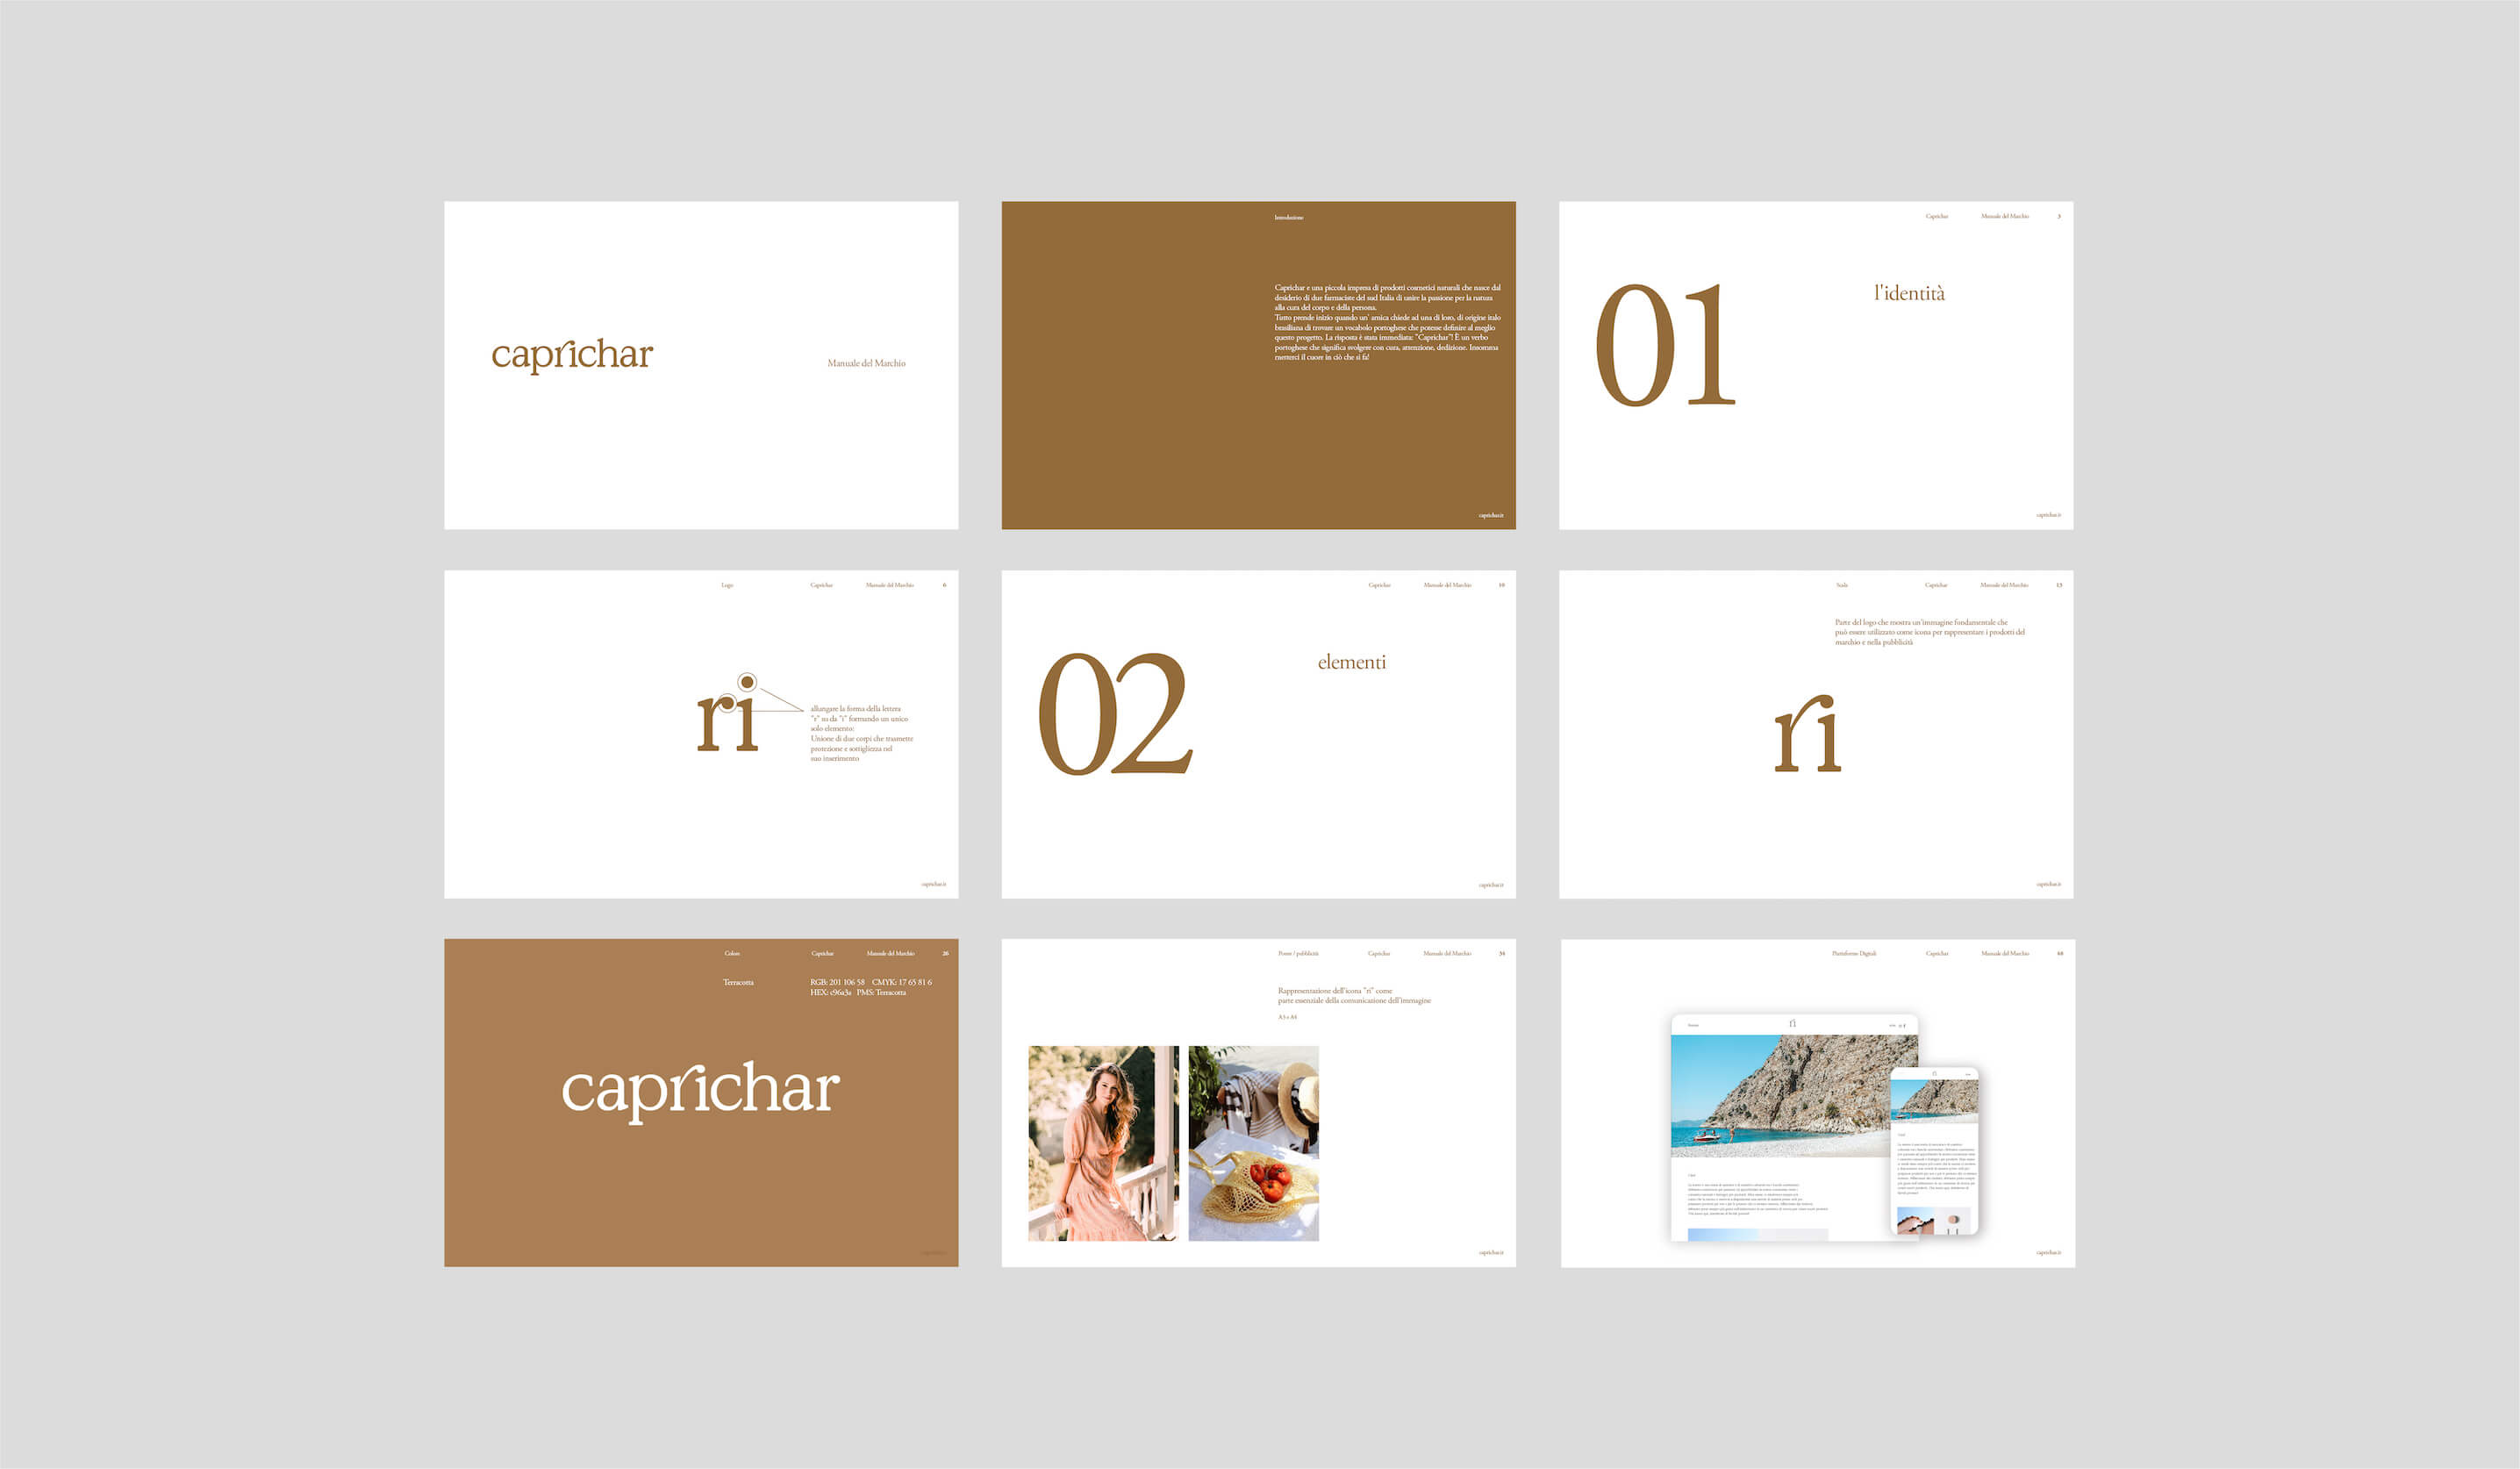 caprichar
Manuale del Marchio
Introduzione
Caprichar e una piccola impresa di prodotti cosmetici naturali che nasce dal
desiderio di due farmaciste del sud Italia di unire la passione per la natura
alla cura del corpo e della persona.
Tutto prende inizio quando un' amica chiede ad una di loro, di origine italo
brasiliana di trovare un vocabolo portoghese che potesse definire al meglio
questo progetto. La risposta è stata immediata: "Caprichar"! È un verbo
portoghese che significa svolgere con cura, attenzione, dedizione. Insomma
metterci il cuore in ciò che si fa!
caprichar.it
Caprichar Manuale del Marchio 3
01
l'identità
caprichar.it
Logo Caprichar Manuale del Marchio 6
ri
allungare la forma della lettera
"r" su da "i" formando un unico
solo elemento:
Unione di due corpi che trasmette
protezione e sottigliezza nel
suo inserimento
caprichar.it
Caprichar Manuale del Marchio 10
02
elementi
caprichar.it
Caprichar Manuale del Marchio 13
Parte del logo che mostra un'immagine fondamentale che
può essere utilizzato come icona per rappresentare i prodotti del
marchio e nella pubblicità
ri
caprichar.it
Colore Caprichar Manuale del Marchio 26
Terracotta
RGB: 201 106 58 CMYK: 17 65 81 6
HEX: c96a3a PMS: Terracotta
caprichar
caprichar.it
Poster / pubblicità Caprichar Manuale del Marchio 34
Rappresentazione dell'icona "ri" come
parte essenziale della comunicazione dell'immagine
A3 e A4
caprichar.it
Piattaforme Digitali Caprichar Manuale del Marchio
ri
ri
caprichar.it